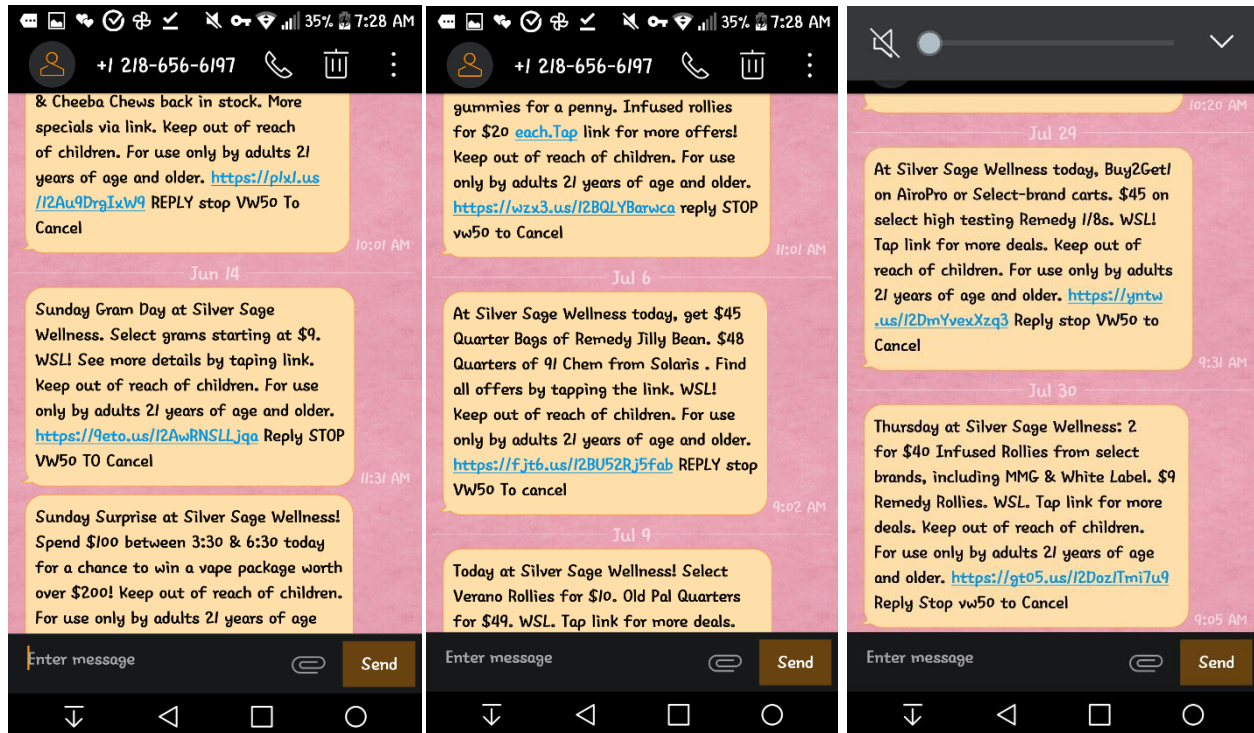 35% 7:28 AM
+1 218-656-6197
& Cheeba Chews back in stock. More
specials via link. Keep out of reach
of children. For use only by adults 21
years of age and older. https://p1x1.us
/12Au9DrgIxW9 REPLY stop VW50 To
Cancel
10:01 AM
Jun 14
Sunday Gram Day at Silver Sage
Wellness. Select grams starting at $9.
WSL! See more details by taping link.
Keep out of reach of children. For use
only by adults 21 years of age and older.
https://9eto.us/12AwRNSLLjqa Reply STOP
VW50 TO Cancel
11:31 AM
Sunday Surprise at Silver Sage Wellness!
Spend $100 between 3:30 & 6:30 today
for a chance to win a vape package worth
over $200! Keep out of reach of children.
For use only by adults 21 years of age
Enter message
Send
35% 7:28 AM
+1 218-656-6197
gummies for a penny. Infused rollies
for $20 each.Tap link for more offers!
Keep out of reach of children. For use
only by adults 21 years of age and older.
https://wzx3.us/12BQLYBarwca reply STOP
vw50 to Cancel
11:01 AM
Jul 6
At Silver Sage Wellness today, get $45
Quarter Bags of Remedy Jilly Bean. $48
Quarters of 91 Chem from Solaris . Find
all offers by tapping the link. WSL!
Keep out of reach of children. For use
only by adults 21 years of age and older.
https://fjt6.us/12BU52Rj5fab REPLY stop
VW50 To cancel
9:02 AM
Jul 9
Today at Silver Sage Wellness! Select
Verano Rollies for $10. Old Pal Quarters
for $49. WSL. Tap link for more deals.
Enter message
Send
10:20 AM
Jul 29
At Silver Sage Wellness today, Buy2Get1
on AiroPro or Select-brand carts. $45 on
select high testing Remedy 1/8s. WSL!
Tap link for more deals. Keep out of
reach of children. For use only by adults
21 years of age and older. https://yntw
.us/12DmYvexXzq3 Reply stop VW50 to
Cancel
9:31 AM
Jul 30
Thursday at Silver Sage Wellness: 2
for $40 Infused Rollies from select
brands, including MMG & White Label. $9
Remedy Rollies. WSL. Tap link for more
deals. Keep out of reach of children.
For use only by adults 21 years of age
and older. https://gt05.us/12Doz1Tmi7u9
Reply Stop vw50 to Cancel
9:05 AM
Enter message
Send